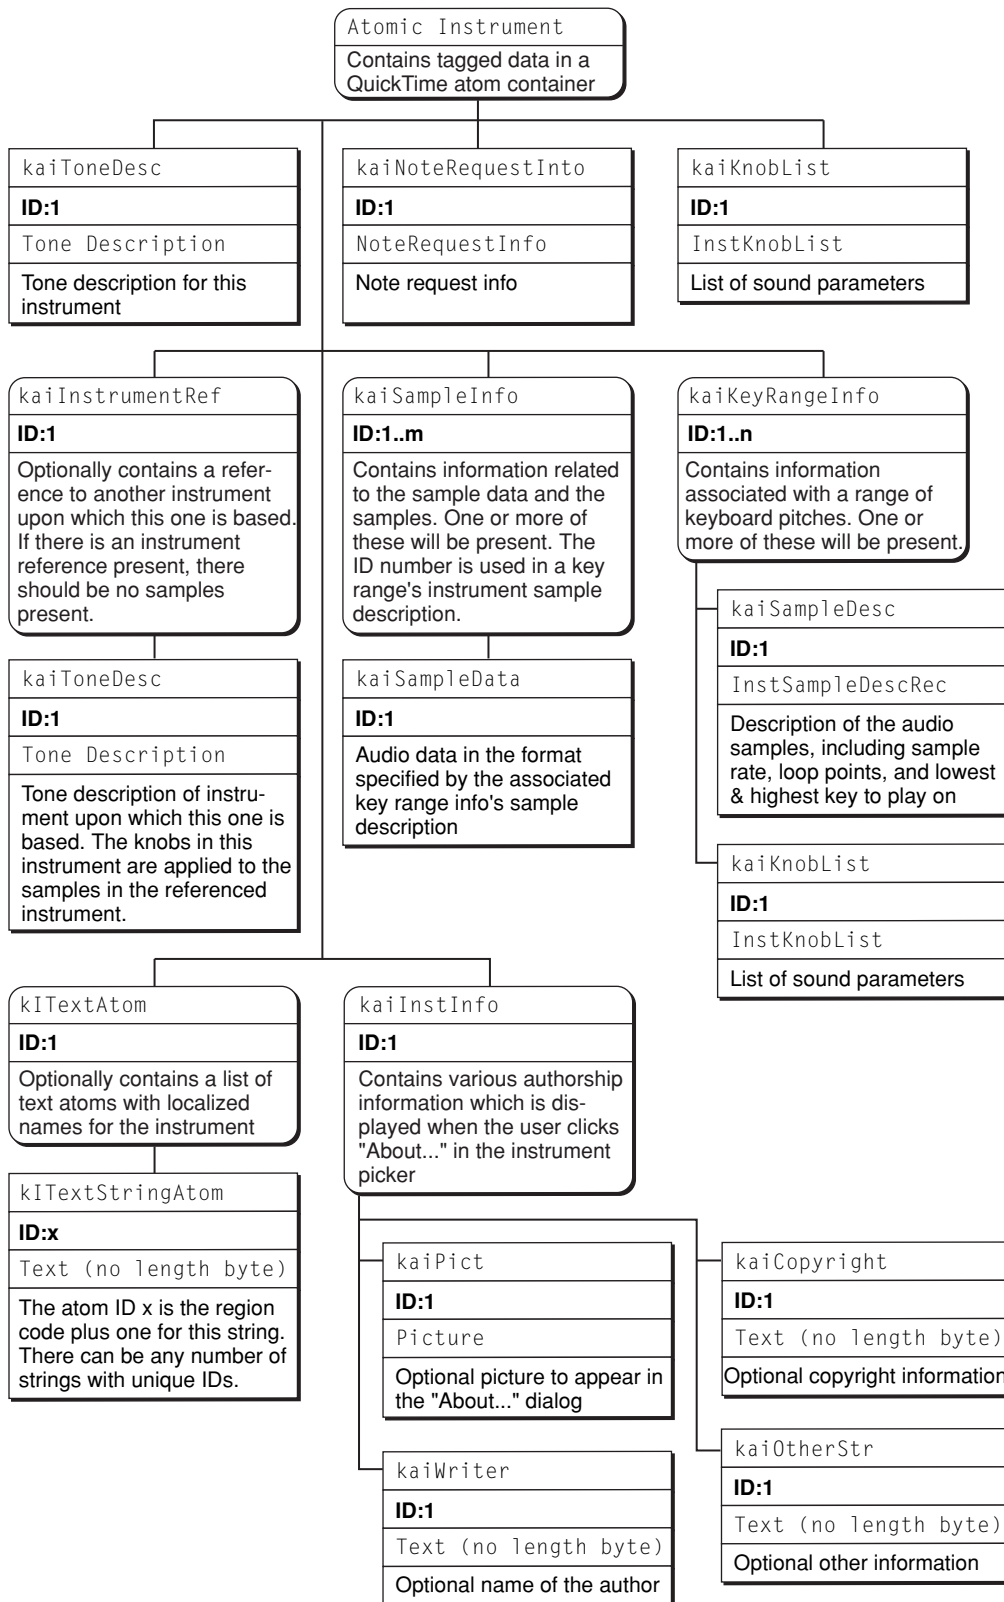 Atomic Instrument
Contains tagged data in a
QuickTime atom container
kaiToneDesc
ID:1
Tone Description
Tone description for this
instrument
kaiNoteRequestInto
ID:1
NoteRequestInfo
Note request info
kaiKnobList
ID:1
InstKnobList
List of sound parameters
kaiInstrumentRef
ID:1
Optionally contains a refer-
ence to another instrument
upon which this one is based.
If there is an instrument
reference present, there
should be no samples
present.
kaiSampleInfo
ID:1..m
Contains information related
to the sample data and the
samples. One or more of
these will be present. The
ID number is used in a key
range's instrument sample
description.
kaiKeyRangeInfo
ID:1..n
Contains information
associated with a range of
keyboard pitches. One or
more of these will be present.
kaiToneDesc
ID:1
Tone Description
Tone description of instru-
ment upon which this one is
based. The knobs in this
instrument are applied to the
samples in the referenced
instrument.
kaiSampleData
ID:1
Audio data in the format
specified by the associated
key range info's sample
description
kaiSampleDesc
ID:1
InstSampleDescRec
Description of the audio
samples, including sample
rate, loop points, and lowest
& highest key to play on
kaiKnobList
ID:1
InstKnobList
List of sound parameters
kITextAtom
ID:1
Optionally contains a list of
text atoms with localized
names for the instrument
kITextStringAtom
ID:x
Text (no length byte)
The atom ID x is the region
code plus one for this string.
There can be any number of
strings with unique IDs.
kaiInstInfo
ID:1
Contains various authorship
information which is dis-
played when the user clicks
"About..." in the instrument
picker
kaiPict
ID:1
Picture
Optional picture to appear in
the "About..." dialog
kaiWriter
ID:1
Text (no length byte)
Optional name of the author
kaiCopyright
ID:1
Text (no length byte)
Optional copyright information
kaiOtherStr
ID:1
Text (no length byte)
Optional other information